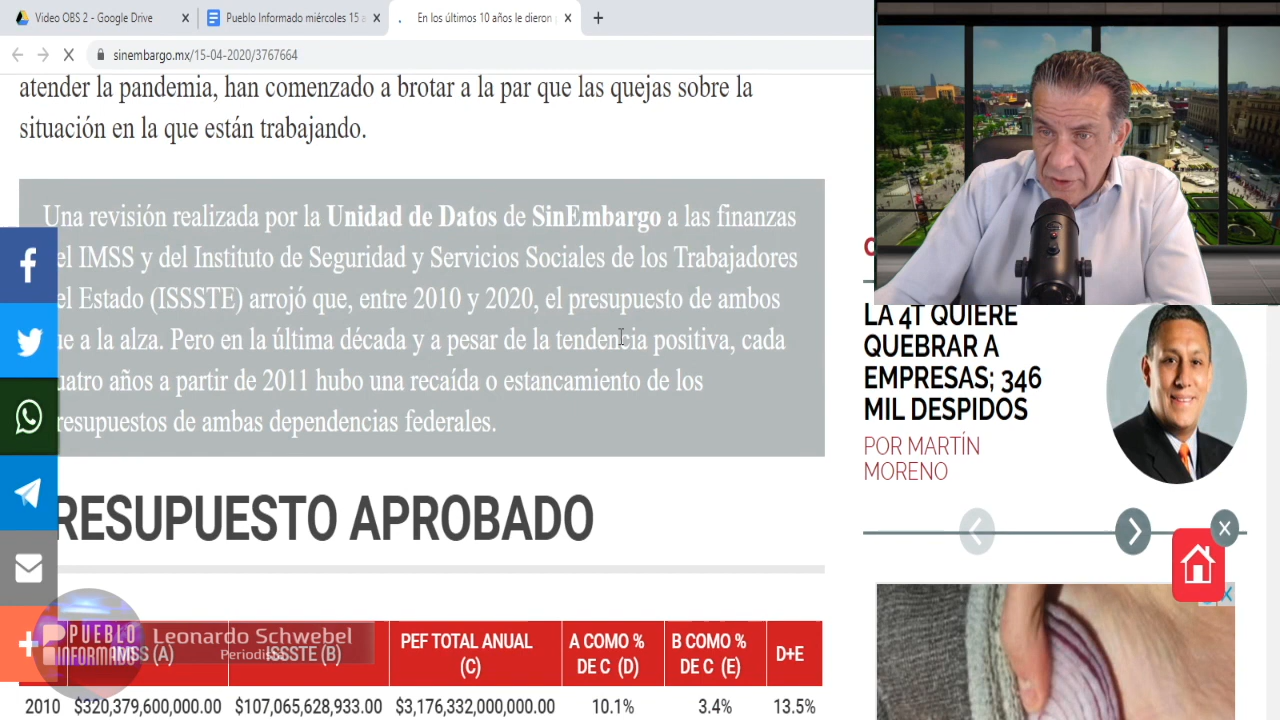 Video OBS 2 - Google Drive
Pueblo Informado miércoles 15
En los últimos 10 años le dieron
sinembargo.mx/15-04-2020/3767664
atender la pandemia, han comenzado a brotar a la par que las quejas sobre la
situación en la que están trabajando.
Una revisión realizada por la Unidad de Datos de SinEmbargo a las finanzas
el IMSS y del Instituto de Seguridad y Servicios Sociales de los Trabajadores
el Estado (ISSSTE) arrojó que, entre 2010 y 2020, el presupuesto de ambos
ue a la alza. Pero en la última década y a pesar de la tendencia positiva, cada
uatro años a partir de 2011 hubo una recaída o estancamiento de los
resupuestos de ambas dependencias federales.
RESUPUESTO APROBADO
LA 4T QUIERE
QUEBRAR A
EMPRESAS; 346
MIL DESPIDOS
POR MARTÍN
MORENO
PUEBLO
INFORMADO
Leonardo Schwebel
Periodista
IMSS (A)
ISSSTE (B)
PEF TOTAL ANUAL
(C)
A COMO %
DE C (D)
B COMO %
DE C (E)
D+E
2010 $320,379,600,000.00 $107,065,628,933.00 $3,176,332,000,000.00 10.1% 3.4% 13.5%